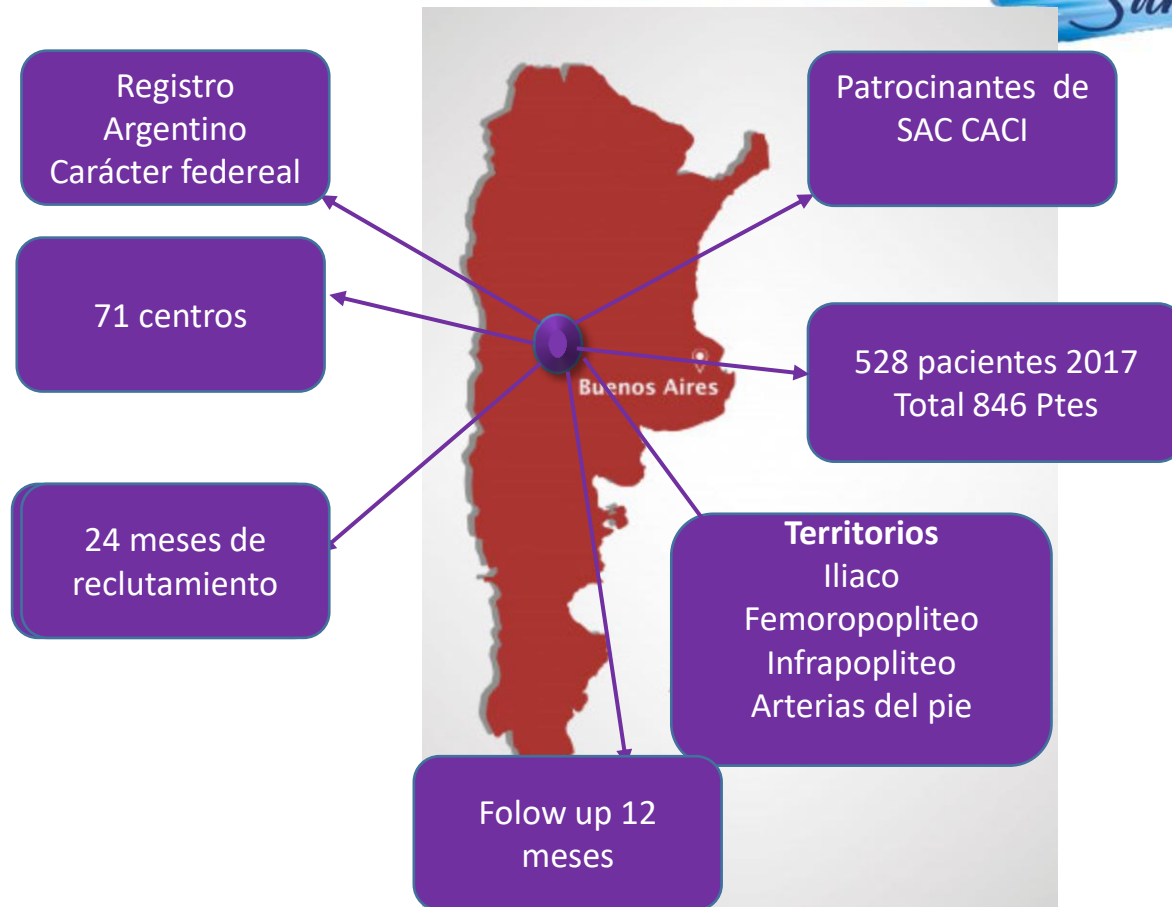 Registro
Argentino
Carácter federeal
Patrocinantes de
SAC CACI
71 centros
528 pacientes 2017
Total 846 Ptes
Buenos Aires
24 meses de
reclutamiento
Territorios
Iliaco
Femoropopliteo
Infrapopliteo
Arterias del pie
Folow up 12
meses